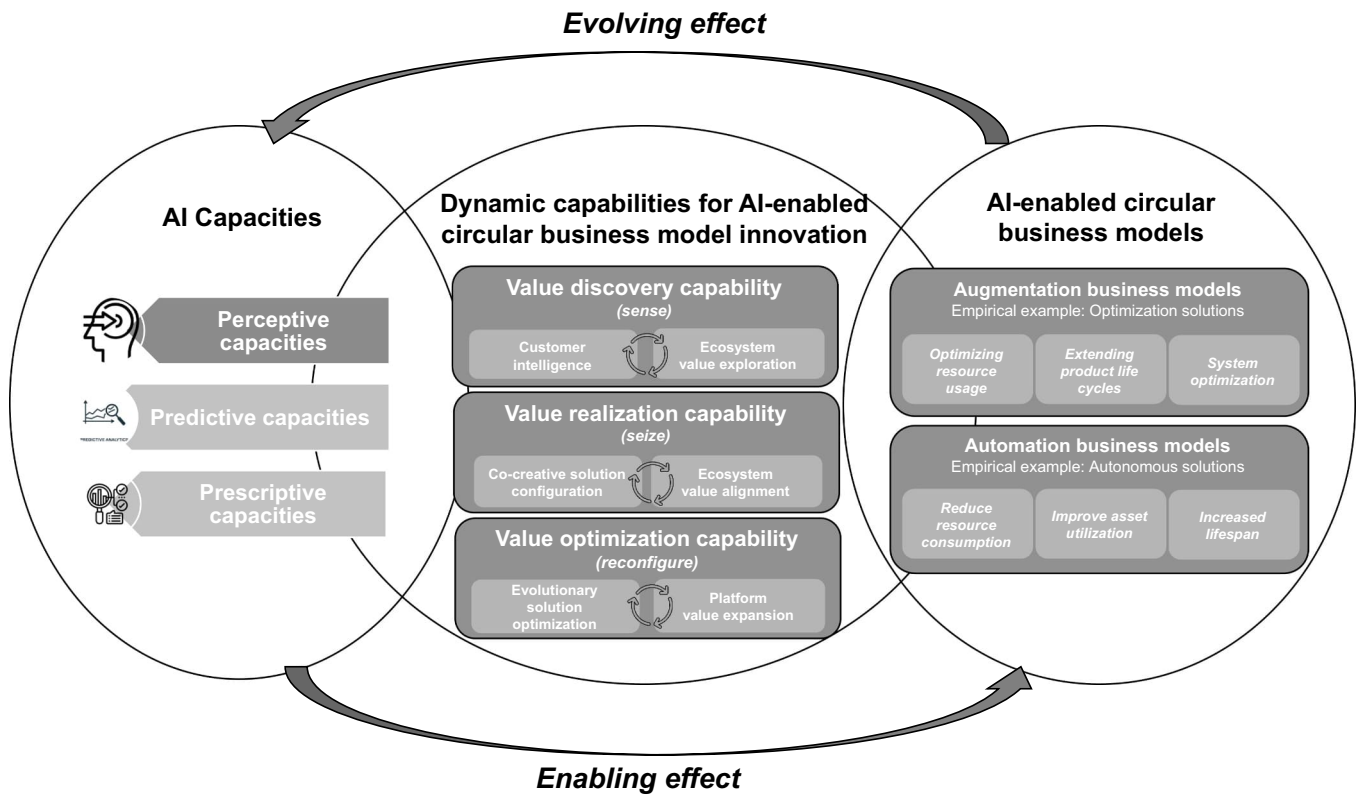 Evolving effect
AI Capacities
Perceptive
capacities
PREDICTIVE ANALYTICS
Predictive capacities
Prescriptive
capacities
Dynamic capabilities for AI-enabled
circular business model innovation
Value discovery capability
(sense)
Customer
intelligence
Ecosystem
value exploration
Value realization capability
(seize)
Co-creative solution
configuration
Ecosystem
value alignment
Value optimization capability
(reconfigure)
Evolutionary
solution
optimization
Platform
value expansion
AI-enabled circular
business models
Augmentation business models
Empirical example: Optimization solutions
Optimizing
resource
usage
Extending
product life
cycles
System
optimization
Automation business models
Empirical example: Autonomous solutions
Reduce
resource
consumption
Improve asset
utilization
Increased
lifespan
Enabling effect